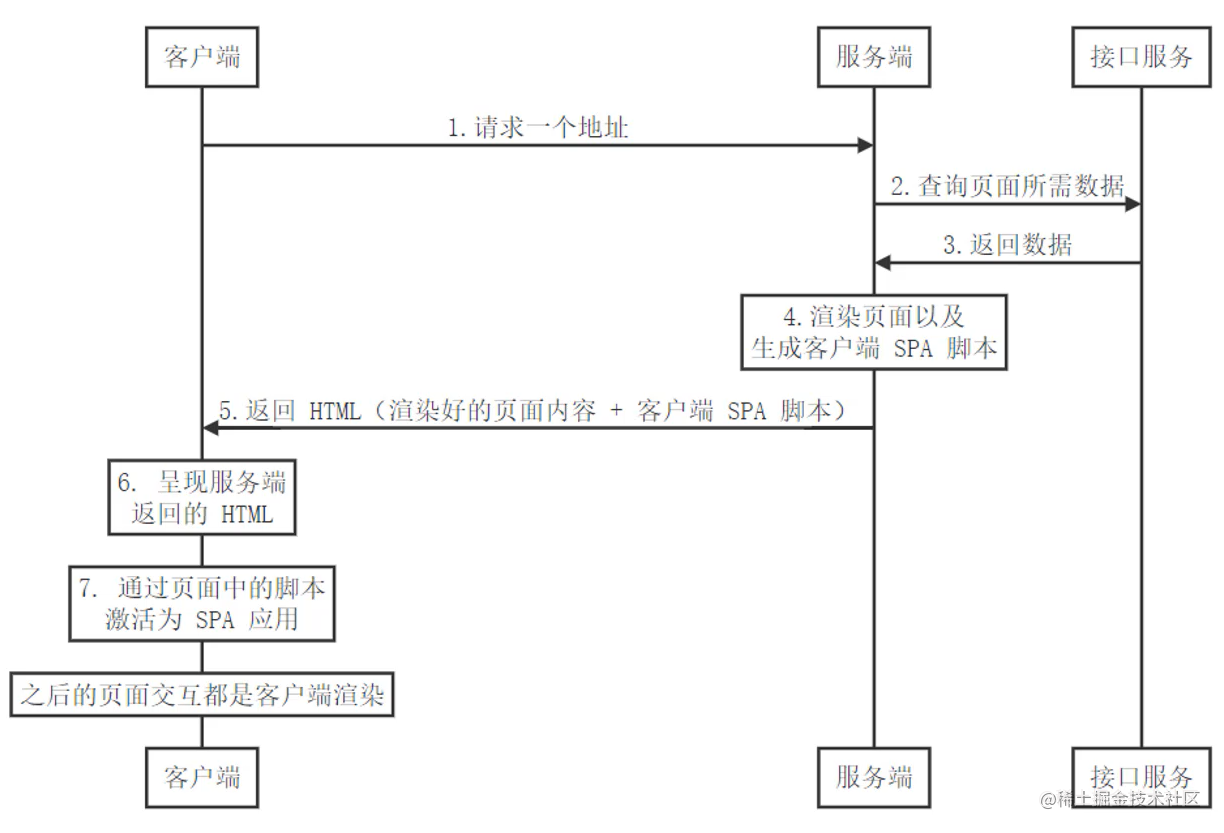 客户端
服务端
接口服务
1.请求一个地址
2.查询页面所需数据
3.返回数据
4.渲染页面以及
生成客户端 SPA 脚本
5.返回 HTML（渲染好的页面内容 + 客户端 SPA 脚本）
6. 呈现服务端
返回的 HTML
7. 通过页面中的脚本
激活为 SPA 应用
之后的页面交互都是客户端渲染
客户端
服务端
接口服务
@稀土掘金技术社区